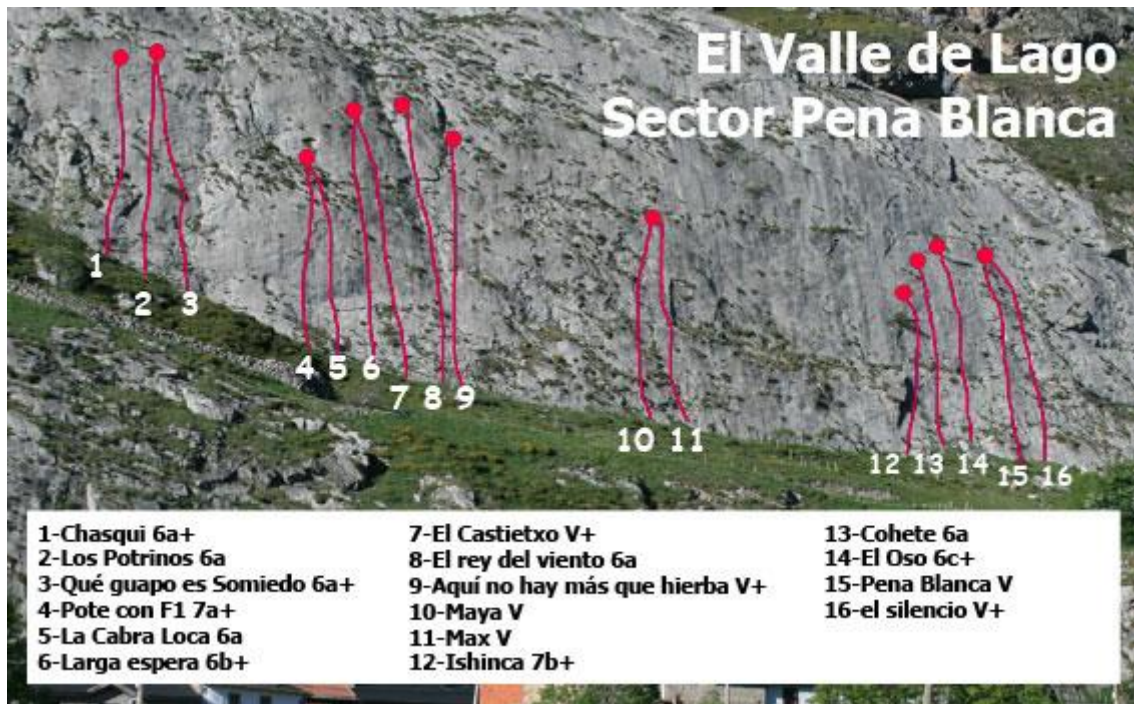 El Valle de Lago
Sector Pena Blanca
1
2
3
4
5
6
7
8
9
10
11
12
13
14
15
16
1-Chasqui 6a+
2-Los Potrinos 6a
3-Qué guapo es Somiedo 6a+
4-Pote con F1 7a+
5-La Cabra Loca 6a
6-Larga espera 6b+
7-El Castietxo V+
8-El rey del viento 6a
9-Aquí no hay más que hierba V+
10-Maya V
11-Max V
12-Ishinca 7b+
13-Cohete 6a
14-El Oso 6c+
15-Pena Blanca V
16-el silencio V+